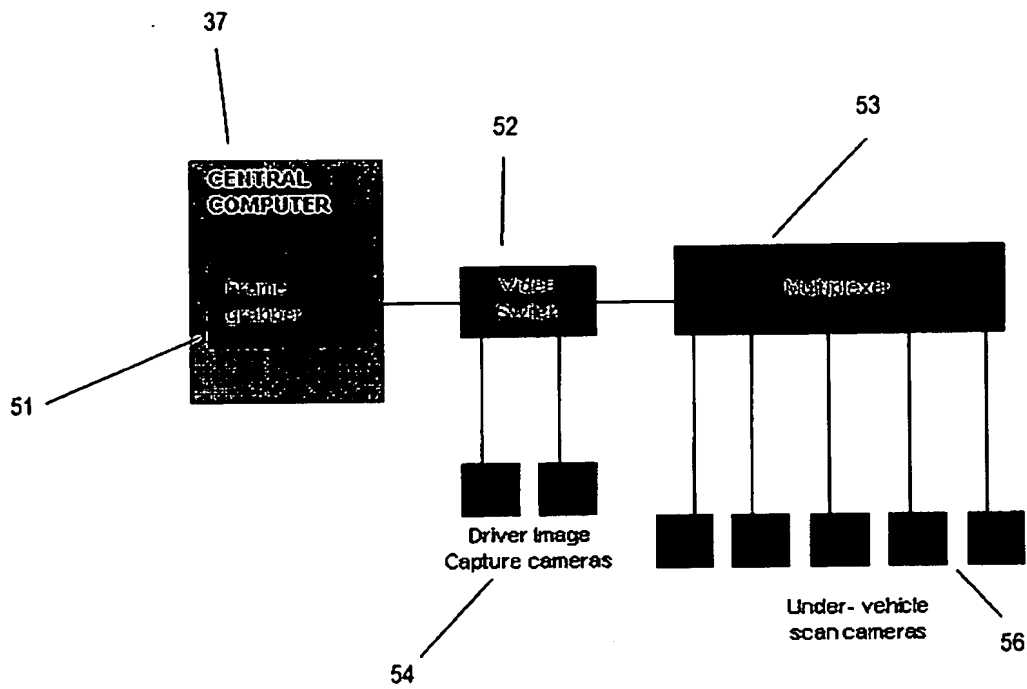 37
53
52
CENTRAL
COMPUTER
Video
Switch
Multiplexer
Frame
grabber
51
Driver Image
Capture cameras
Under-vehicle
scan cameras
56
54